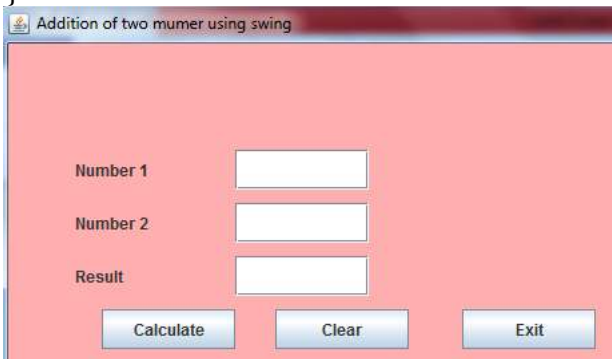 }
Addition of two mumer using swing
Number 1
Number 2
Result
Calculate Clear Exit